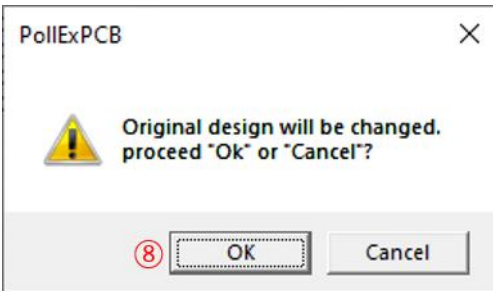 PollExPCB
Original design will be changed.
proceed "Ok" or "Cancel"?
⑧ OK Cancel